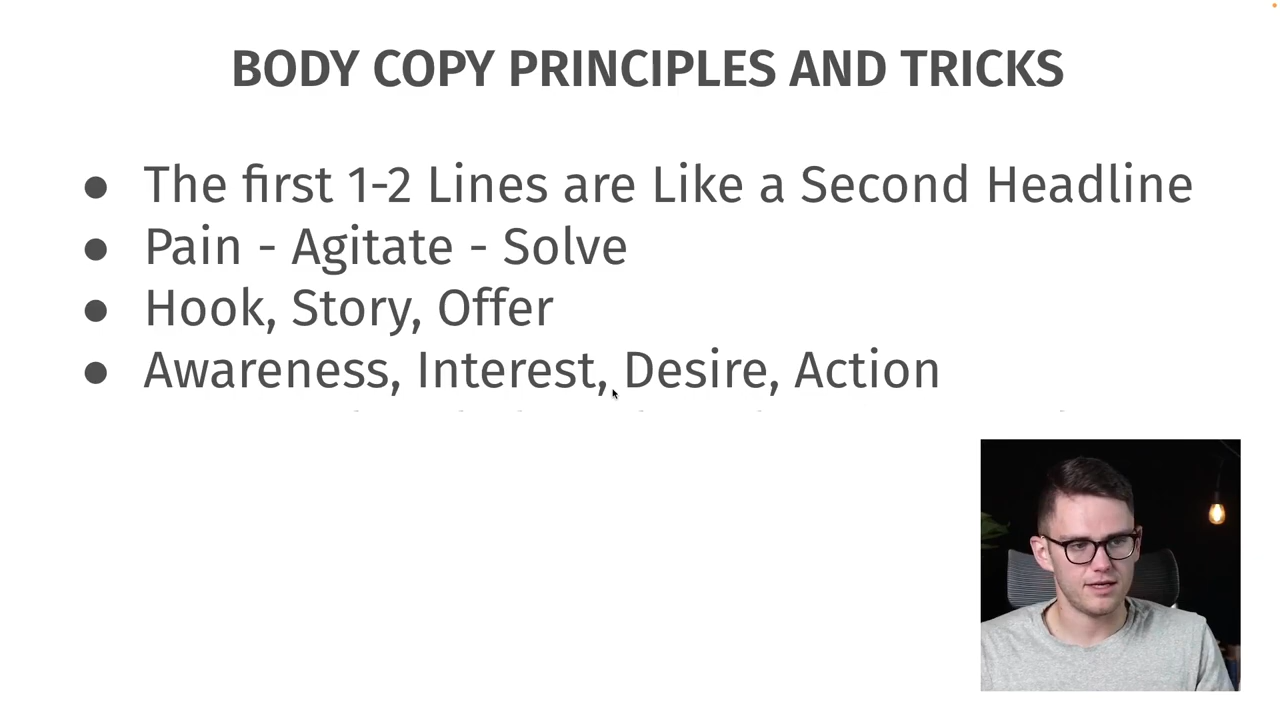 BODY COPY PRINCIPLES AND TRICKS
● The first 1-2 Lines are Like a Second Headline
● Pain - Agitate - Solve
● Hook, Story, Offer
● Awareness, Interest, Desire, Action